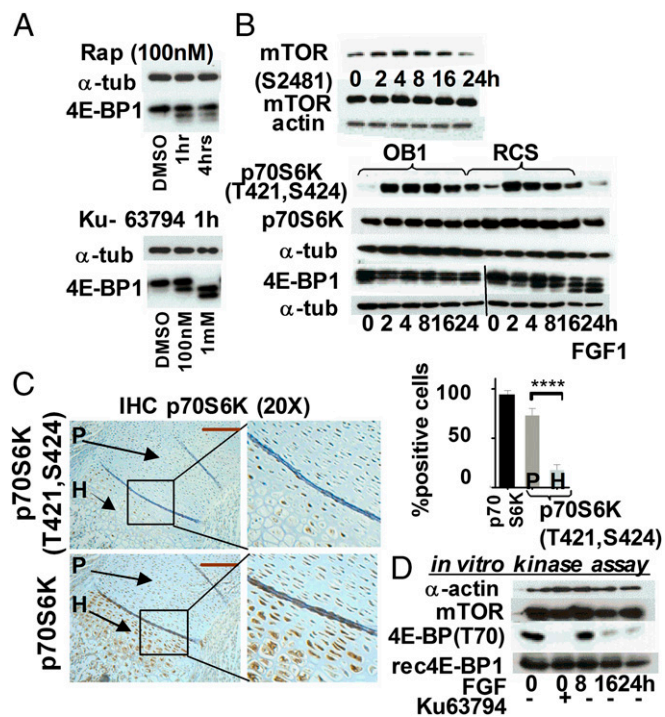 A
Rap (100nM)
α-tub
4E-BP1
DMSO
1hr
4hrs
Ku- 63794 1h
α-tub
4E-BP1
DMSO
100nM
1mM
B
mTOR
(S2481) 0 2 4 8 16 24h
mTOR
actin
OB1 RCS
p70S6K
(T421,S424)
p70S6K
α-tub
4E-BP1
α-tub
0 2 4 8 16 24 0 2 4 8 16 24h
FGF1
C
IHC p70S6K (20X)
p70S6K
(T421,S424)
P
H
p70S6K
P
H
%positive cells
100
50
0
****
P H
p70
S6K
p70S6K
(T421,S424)
D in vitro kinase assay
α-actin
mTOR
4E-BP(T70)
rec4E-BP1
FGF 0 0 8 16 24h
Ku63794 - + - - -